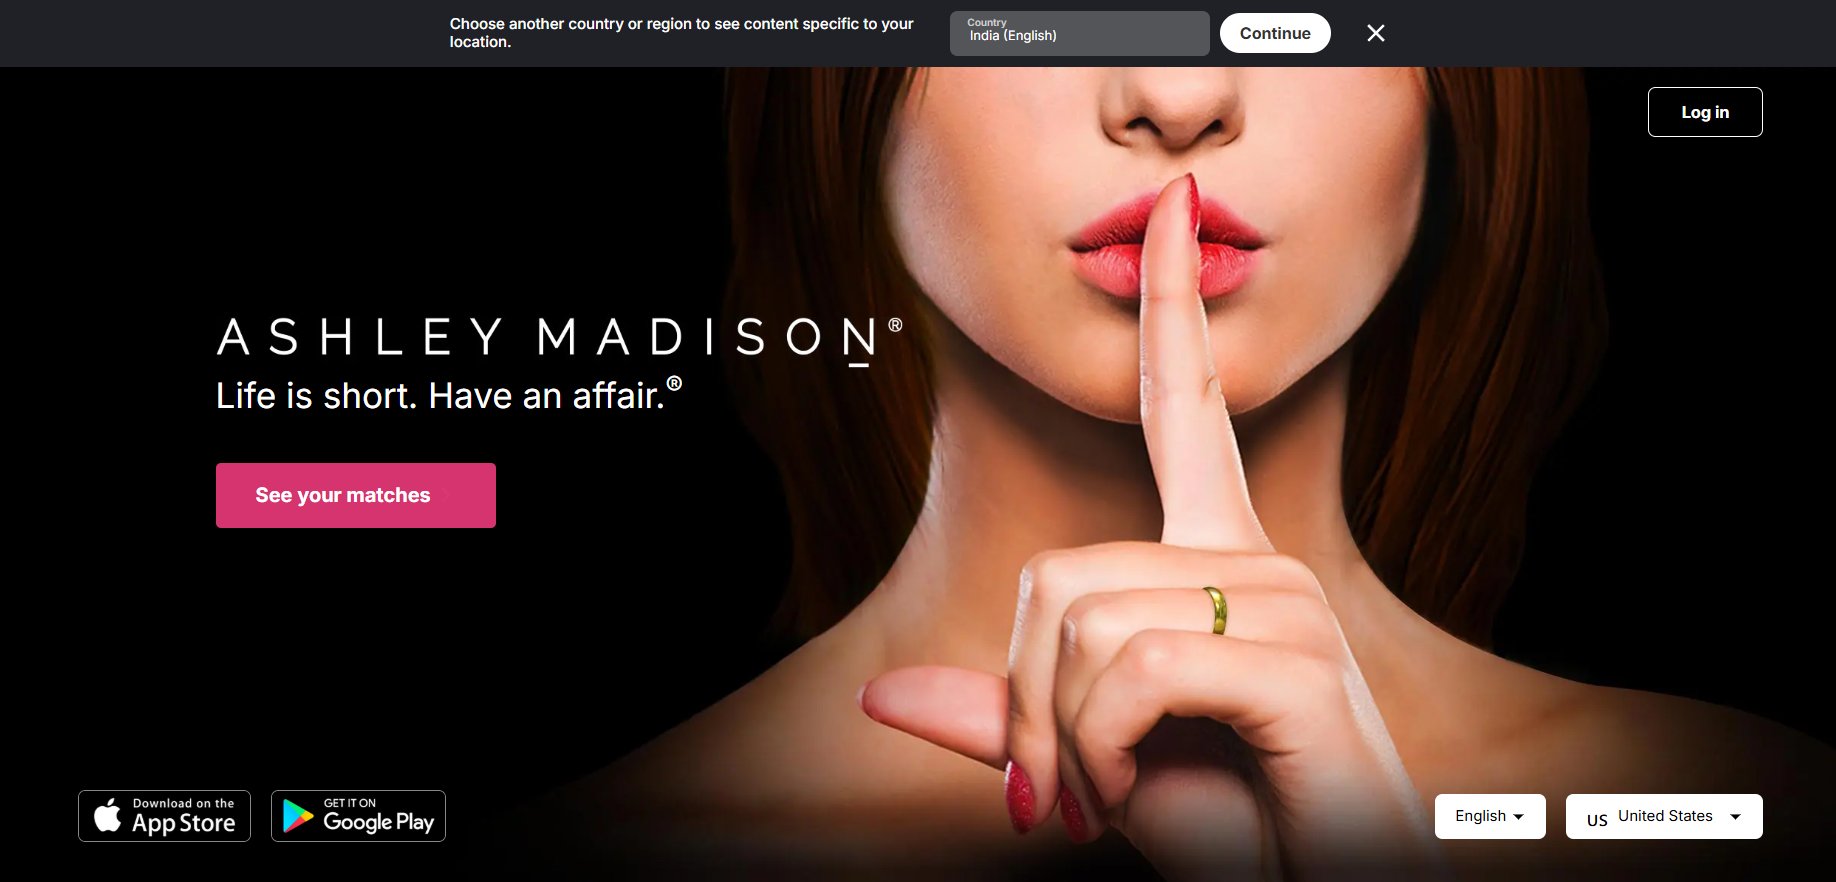 Choose another country or region to see content specific to your
location.
Country
India (English)
Continue
Log in
ASHLEY MADISON®
Life is short. Have an affair.®
See your matches
Download on the
App Store
GET IT ON
Google Play
English
US United States